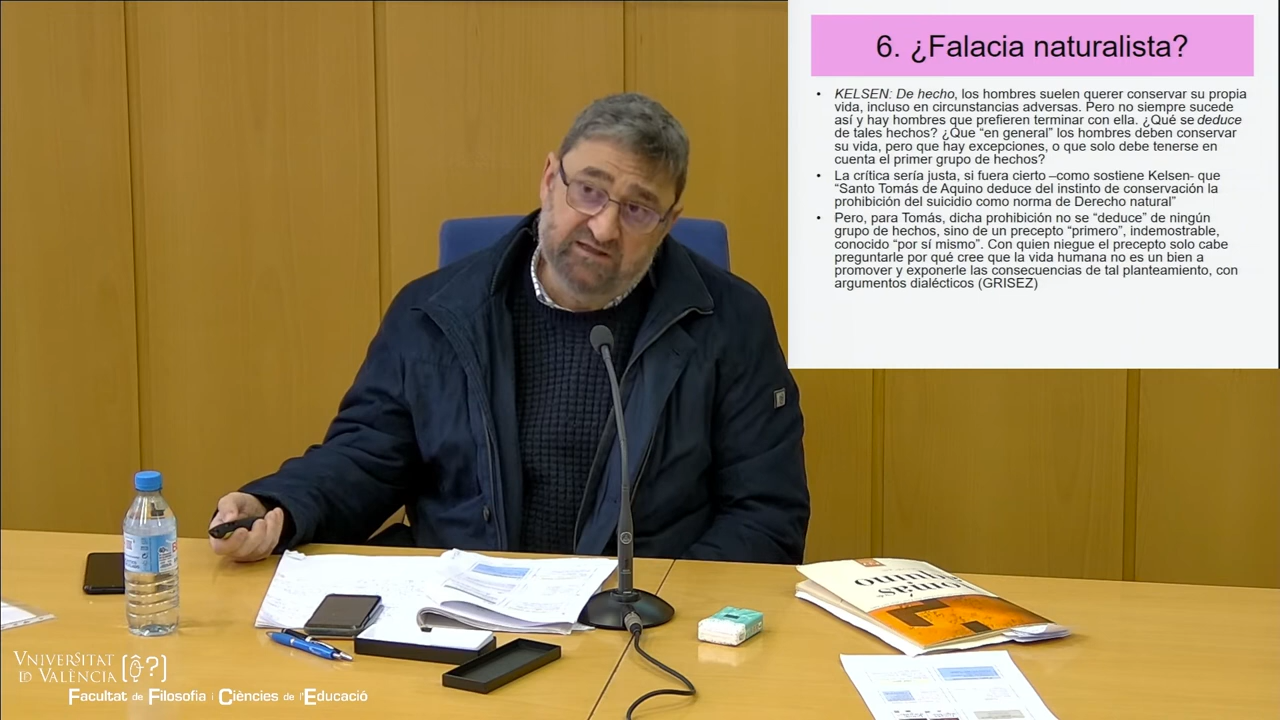 6. ¿Falacia naturalista?
• KELSEN: De hecho, los hombres suelen querer conservar su propia
vida, incluso en circunstancias adversas. Pero no siempre sucede
así y hay hombres que prefieren terminar con ella. ¿Qué se deduce
de tales hechos? ¿Que “en general” los hombres deben conservar
su vida, pero que hay excepciones, o que solo debe tenerse en
cuenta el primer grupo de hechos?
• La crítica sería justa, si fuera cierto –como sostiene Kelsen- que
“Santo Tomás de Aquino deduce del instinto de conservación la
prohibición del suicidio como norma de Derecho natural”
• Pero, para Tomás, dicha prohibición no se “deduce” de ningún
grupo de hechos, sino de un precepto “primero”, indemostrable,
conocido “por sí mismo”. Con quien niegue el precepto solo cabe
preguntarle por qué cree que la vida humana no es un bien a
promover y exponerle las consecuencias de tal planteamiento, con
argumentos dialécticos (GRISEZ)
VNIVERSITAT
ID VALÈNCIA
Facultat de Filosofia i Ciències de l'Educació